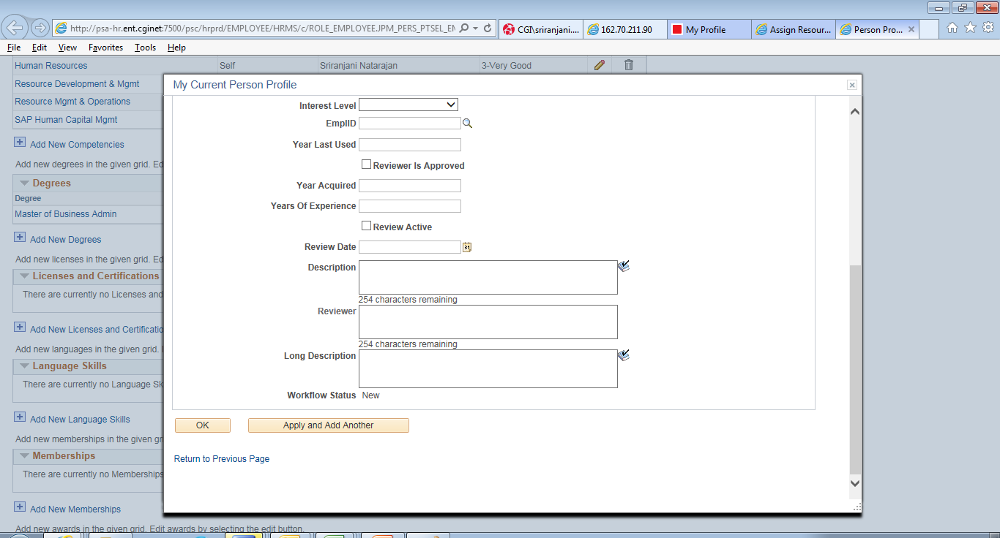 http://psa-hr.ent.cginet:7500/psc/hrprd/EMPLOYEE/HRMS/c/ROLE_EMPLOYEEJPM_PERS_PTSEL_EM
CGI\sriranjani....
162.70.211.90
My Profile
Assign Resour...
Person Pro...
File Edit View Favorites Tools Help
Human Resources Self Sriranjani Natarajan 3-Very Good
Resource Development & Mgmt
Resource Mgmt & Operations
SAP Human Capital Mgmt
Add New Competencies
Add new degrees in the given grid. Ed
Degrees
Degree
Master of Business Admin
Add New Degrees
Add new licenses in the given grid. Ed
Licenses and Certifications
There are currently no Licenses and
Add New Licenses and Certificatio
Add new languages in the given grid.
Language Skills
There are currently no Language Sk
Add New Language Skills
Add new memberships in the given gr
Memberships
There are currently no Memberships
Add New Memberships
Add new awards in the given grid. Edit awards by selecting the edit button.
My Current Person Profile
Interest Level
EmplID
Year Last Used
Reviewer Is Approved
Year Acquired
Years Of Experience
Review Active
Review Date
31
Description
254 characters remaining
Reviewer
254 characters remaining
Long Description
Workflow Status New
OK Apply and Add Another
Return to Previous Page